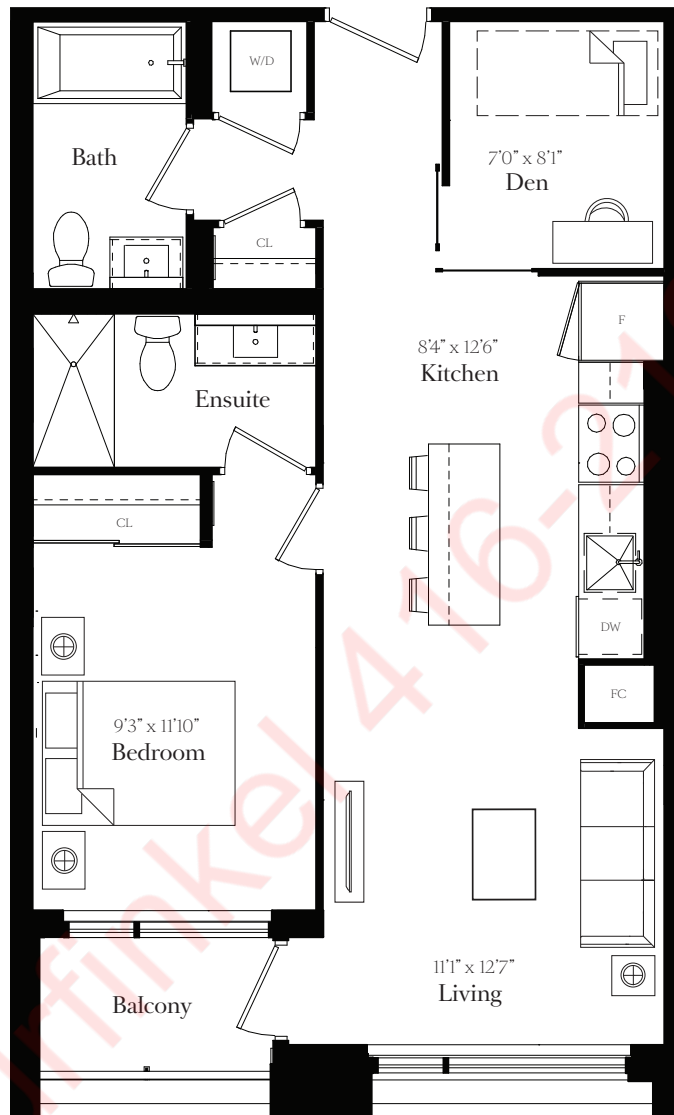 W/D
Bath
7’0” x 8’1”
Den
CL
8’4” x 12’6”
Kitchen
F
Ensuite
CL
DW
FC
9’3” x 11’10”
Bedroom
11’1” x 12’7”
Living
Balcony